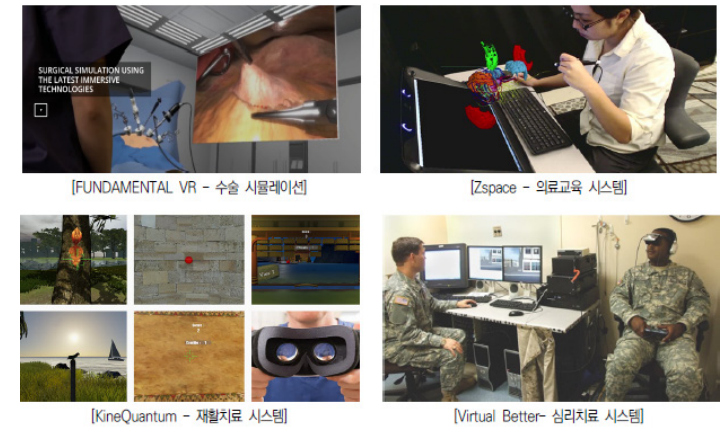 SURGICAL SIMULATION USING
THE LATEST IMMERSIVE
TECHNOLOGIES
[FUNDAMENTAL VR - 수술 시뮬레이션]
[Zspace - 의료교육 시스템]
[KineQuantum - 재활치료 시스템]
[Virtual Better- 심리치료 시스템]